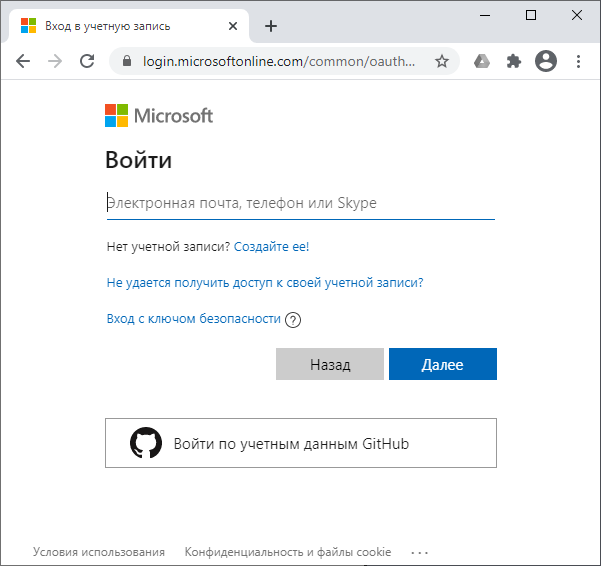 Вход в учетную запись
login.microsoftonline.com/common/oauth...
Microsoft
Войти
Электронная почта, телефон или Skype
Нет учетной записи? Создайте ее!
Не удается получить доступ к своей учетной записи?
Вход с ключом безопасности ?
Назад Далее
Войти по учетным данным GitHub
Условия использования Конфиденциальность и файлы cookie ...